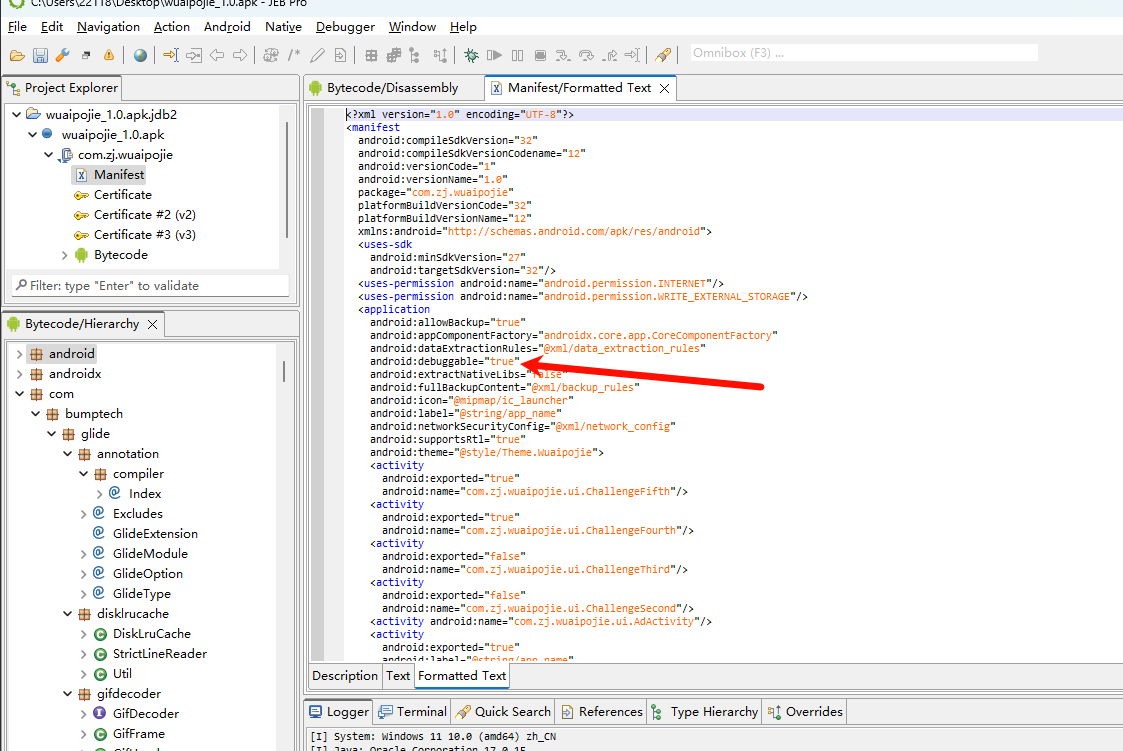 C:\Users\22118\Desktop\wuaipojie_1.0.apk - JEB Pro
File Edit Navigation Action Android Native Debugger Window Help
Omnibox (F3) ...
Project Explorer
wuaipojie_1.0.apk.jdb2
wuaipojie_1.0.apk
com.zj.wuaipojie
Manifest
Certificate
Certificate #2 (v2)
Certificate #3 (v3)
Bytecode
Filter: type "Enter" to validate
Bytecode/Hierarchy
android
androidx
com
bumptech
glide
annotation
compiler
Index
Excludes
GlideExtension
GlideModule
GlideOption
GlideType
disklrucache
DiskLruCache
StrictLineReader
Util
gifdecoder
GifDecoder
GifFrame
Bytecode/Disassembly
Manifest/Formatted Text
<?xml version="1.0" encoding="UTF-8"?>
<manifest
android:compileSdkVersion="32"
android:compileSdkVersionCodename="12"
android:versionCode="1"
android:versionName="1.0"
package="com.zj.wuaipojie"
platformBuildVersionCode="32"
platformBuildVersionName="12"
xmlns:android="http://schemas.android.com/apk/res/android">
<uses-sdk
android:minSdkVersion="27"
android:targetSdkVersion="32"/>
<uses-permission android:name="android.permission.INTERNET"/>
<uses-permission android:name="android.permission.WRITE_EXTERNAL_STORAGE"/>
<application
android:allowBackup="true"
android:appComponentFactory="androidx.core.app.CoreComponentFactory"
android:dataExtractionRules="@xml/data_extraction_rules"
android:debuggable="true"
android:extractNativeLibs="false"
android:fullBackupContent="@xml/backup_rules"
android:icon="@mipmap/ic_launcher"
android:label="@string/app_name"
android:networkSecurityConfig="@xml/network_config"
android:supportsRtl="true"
android:theme="@style/Theme.Wuaipojie">
<activity
android:exported="true"
android:name="com.zj.wuaipojie.ui.ChallengeFifth"/>
<activity
android:exported="true"
android:name="com.zj.wuaipojie.ui.ChallengeFourth"/>
<activity
android:exported="false"
android:name="com.zj.wuaipojie.ui.ChallengeThird"/>
<activity
android:exported="false"
android:name="com.zj.wuaipojie.ui.ChallengeSecond"/>
<activity android:name="com.zj.wuaipojie.ui.AdActivity"/>
<activity
android:exported="true"
android:label="@string/app_name"
Description Text Formatted Text
Logger Terminal Quick Search References Type Hierarchy Overrides
[I] System: Windows 11 10.0 (amd64) zh_CN
[I] Java: Oracle Corporation 17.0.15